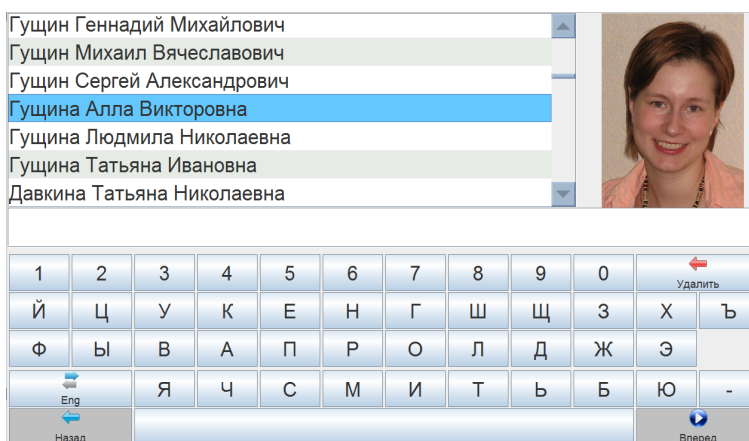 Гущин Геннадий Михайлович
Гущин Михаил Вячеславович
Гущин Сергей Александрович
Гущина Алла Викторовна
Гущина Людмила Николаевна
Гущина Татьяна Ивановна
Давкина Татьяна Николаевна
1 2 3 4 5 6 7 8 9 0 Удалить
Й Ц У К Е Н Г Ш Щ З Х Ъ
Ф Ы В А П Р О Л Д Ж Э
Eng Я Ч С М И Т Ь Б Ю -
Назад Вперед